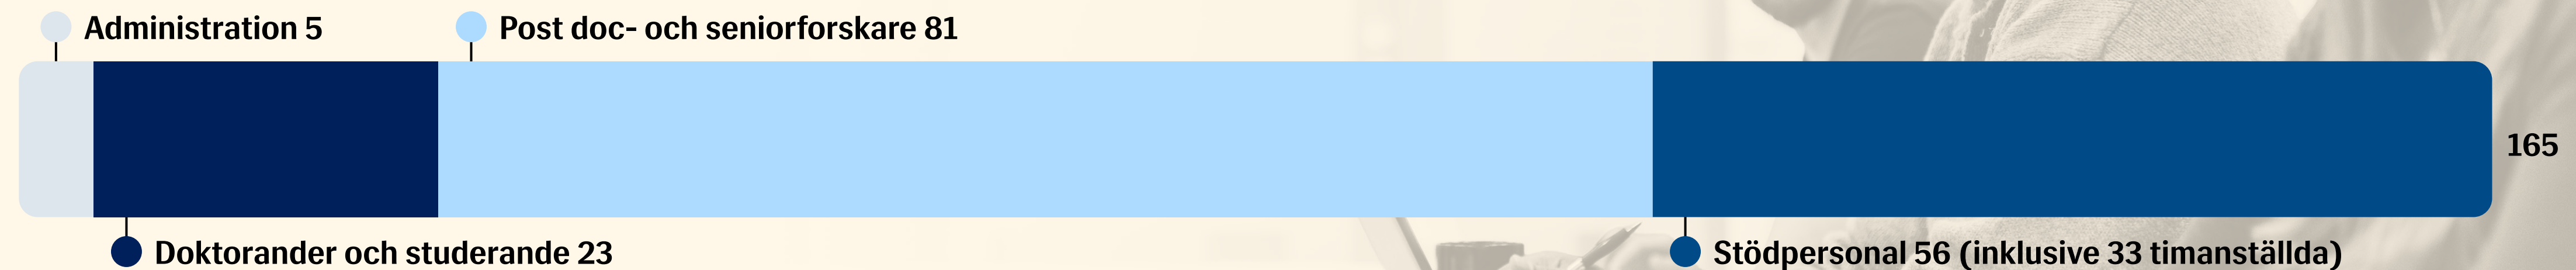 Administration 5
Post doc- och seniorforskare 81
165
Doktorander och studerande 23
Stödpersonal 56 (inklusive 33 timanställda)